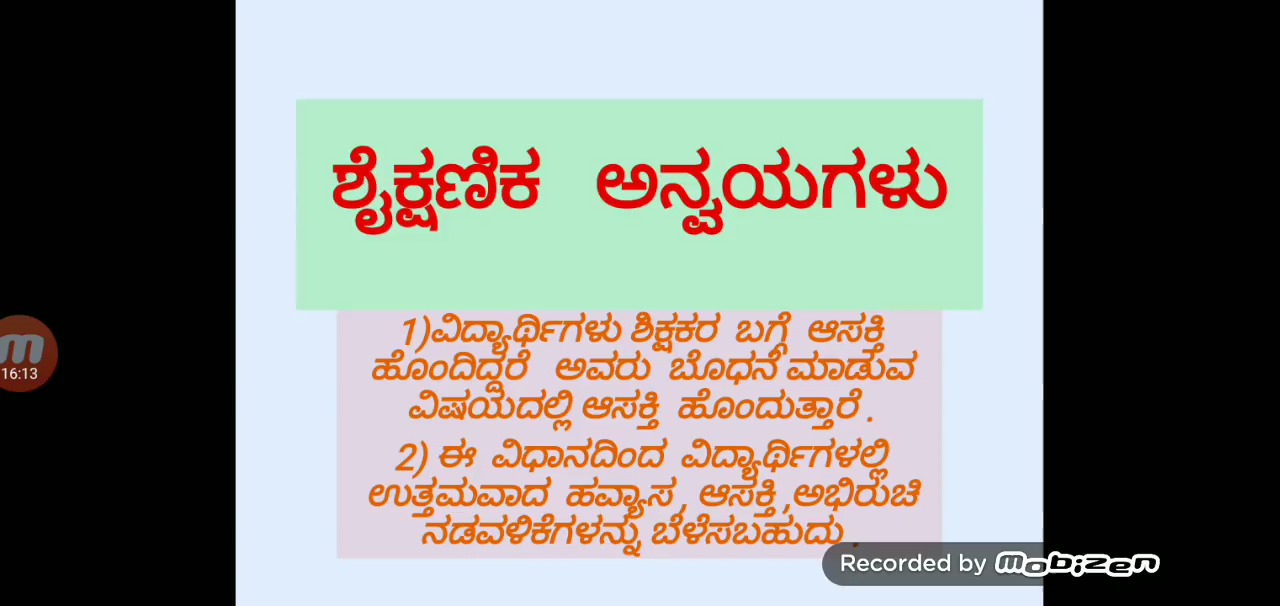 ಶೈಕ್ಷಣಿಕ ಅನ್ವಯಗಳು
1)ವಿದ್ಯಾರ್ಥಿಗಳು ಶಿಕ್ಷಕರ ಬಗ್ಗೆ ಆಸಕ್ತಿ
ಹೊಂದಿದ್ದರೆ ಅವರು ಬೊಧನೆ ಮಾಡುವ
ವಿಷಯದಲ್ಲಿ ಆಸಕ್ತಿ ಹೊಂದುತ್ತಾರೆ .
2) ಈ ವಿಧಾನದಿಂದ ವಿದ್ಯಾರ್ಥಿಗಳಲ್ಲಿ
ಉತ್ತಮವಾದ ಹವ್ಯಾಸ , ಆಸಕ್ತಿ ,ಅಭಿರುಚಿ
ನಡವಳಿಕೆಗಳನ್ನು ಬೆಳೆಸಬಹುದು .
m
16:13
Recorded by mobizen